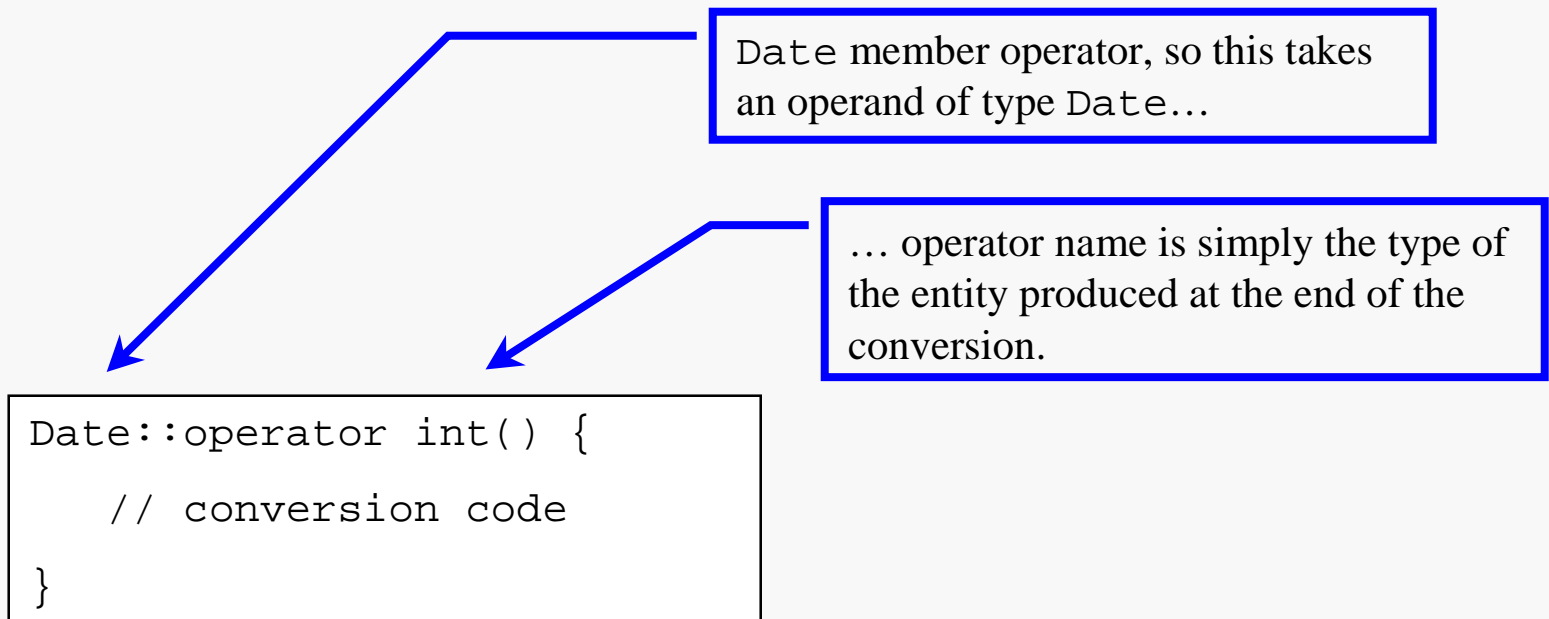 Date member operator, so this takes
an operand of type Date…
… operator name is simply the type of
the entity produced at the end of the
conversion.
Date::operator int() {
// conversion code
}